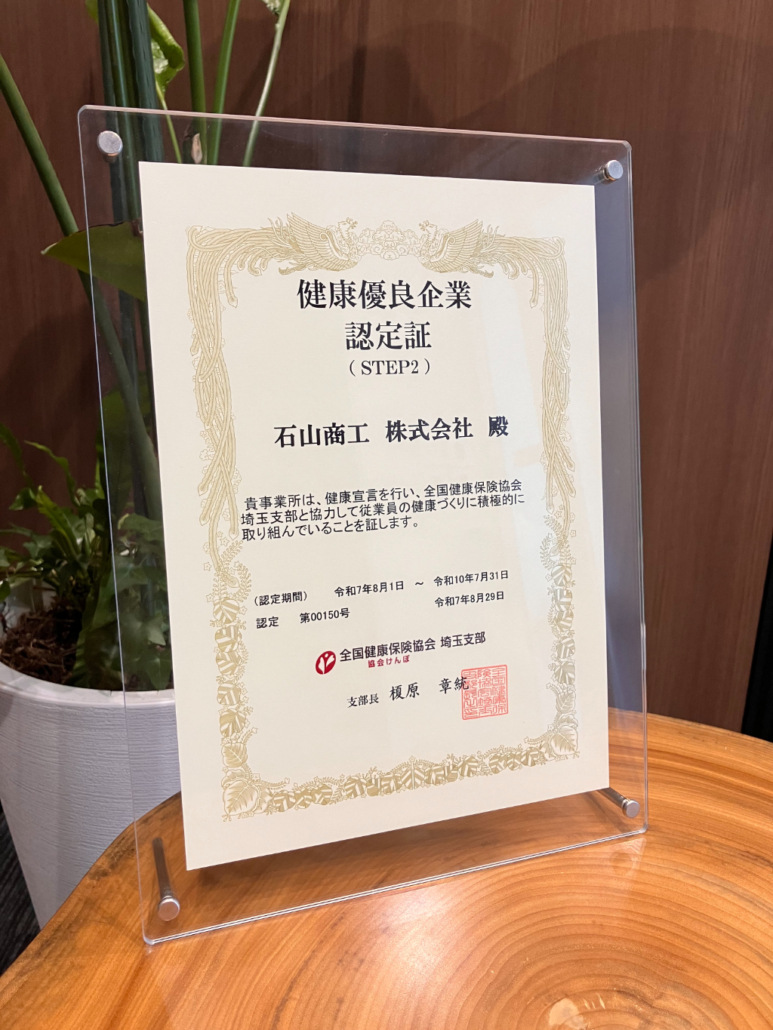 健康優良企業
認定証
(STEP2)
石山商工 株式会社 殿
貴事業所は、健康宣言を行い、全国健康保険協会
埼玉支部と協力して従業員の健康づくりに積極的に
取り組んでいることを証します。
(認定期間) 令和7年8月1日 ～ 令和10年7月31日
認定 第00150号 令和7年8月29日
全国健康保険協会 埼玉支部
協会けんぽ
支部長 榎原 章統